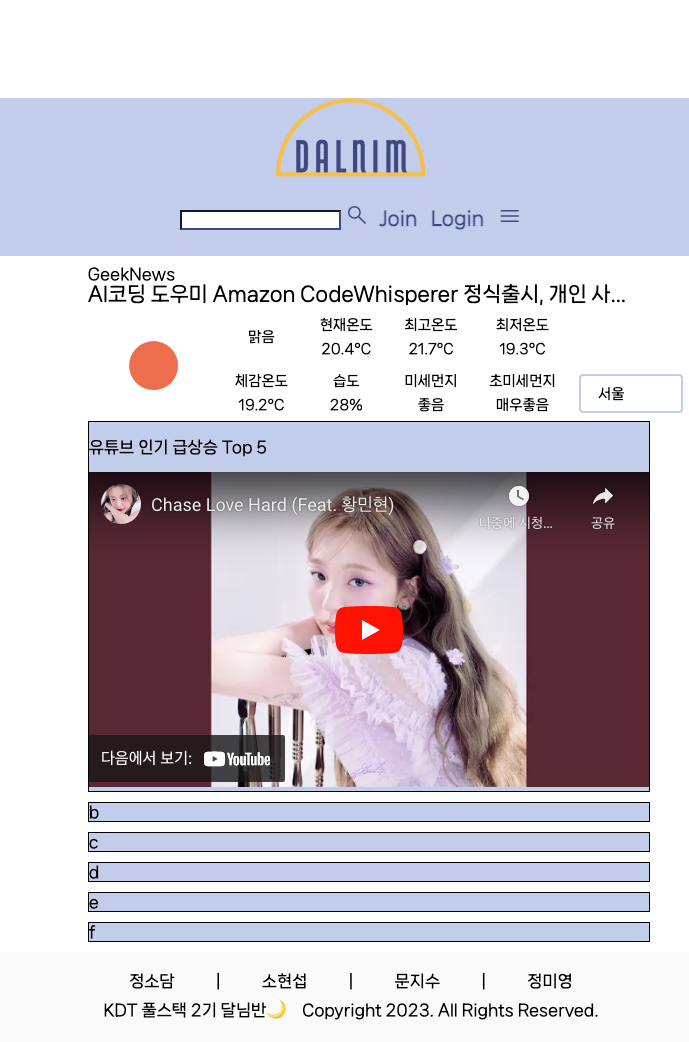 DALNIM
Join Login
GeekNews
AI코딩 도우미 Amazon CodeWhisperer 정식출시, 개인 사...
맑음
현재온도 최고온도 최저온도
20.4ºC 21.7ºC 19.3ºC
체감온도 습도 미세먼지 초미세먼지
서울
19.2ºC 28% 좋음 매우좋음
유튜브 인기 급상승 Top 5
Chase Love Hard (Feat. 황민현)
나중에 시청... 공유
다음에서 보기: YouTube
b
c
d
e
f
정소담 | 소현섭 | 문지수 | 정미영
KDT 풀스택 2기 달님반🌙 Copyright 2023. All Rights Reserved.